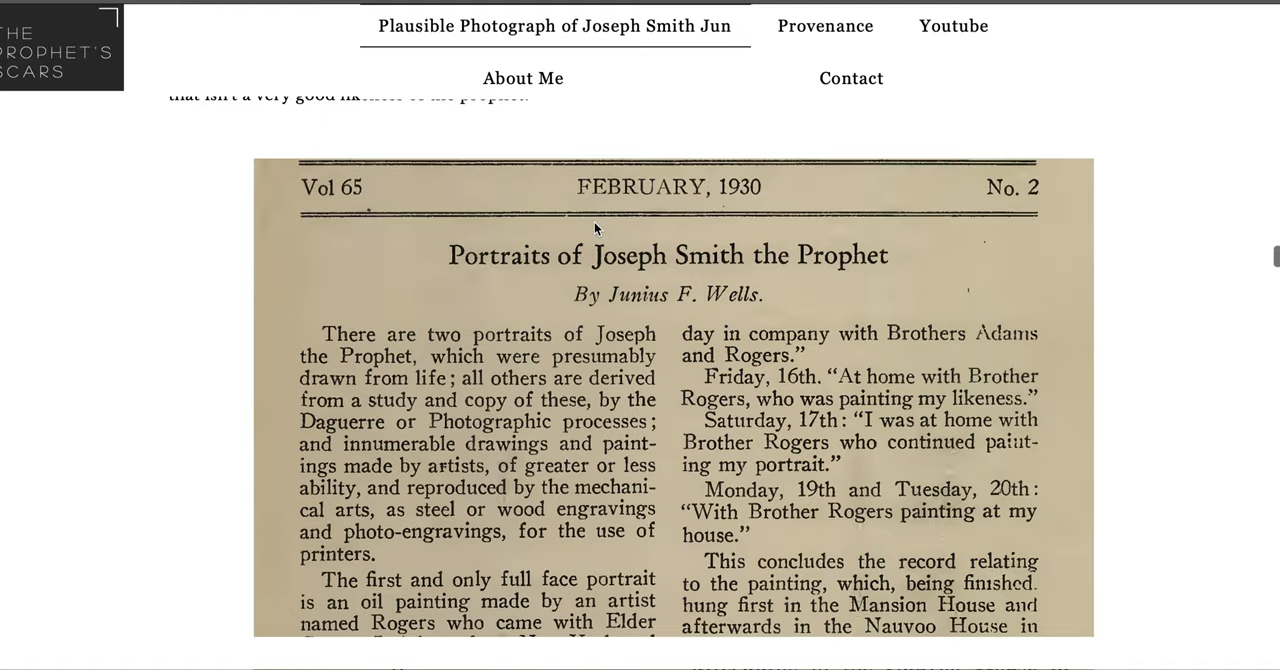 THE
PROPHET'S
SCARS
Plausible Photograph of Joseph Smith Jun
Provenance
Youtube
About Me
Contact
that isn't a very good likeness of the prophet.
Vol 65
FEBRUARY, 1930
No. 2
Portraits of Joseph Smith the Prophet
By Junius F. Wells.
There are two portraits of Joseph
the Prophet, which were presumably
drawn from life; all others are derived
from a study and copy of these, by the
Daguerre or Photographic processes;
and innumerable drawings and paint-
ings made by artists, of greater or less
ability, and reproduced by the mechani-
cal arts, as steel or wood engravings
and photo-engravings, for the use of
printers.
The first and only full face portrait
is an oil painting made by an artist
named Rogers who came with Elder
day in company with Brothers Adams
and Rogers."
Friday, 16th. "At home with Brother
Rogers, who was painting my likeness."
Saturday, 17th: "I was at home with
Brother Rogers who continued paint-
ing my portrait."
Monday, 19th and Tuesday, 20th:
"With Brother Rogers painting at my
house."
This concludes the record relating
to the painting, which, being finished.
hung first in the Mansion House and
afterwards in the Nauvoo House in